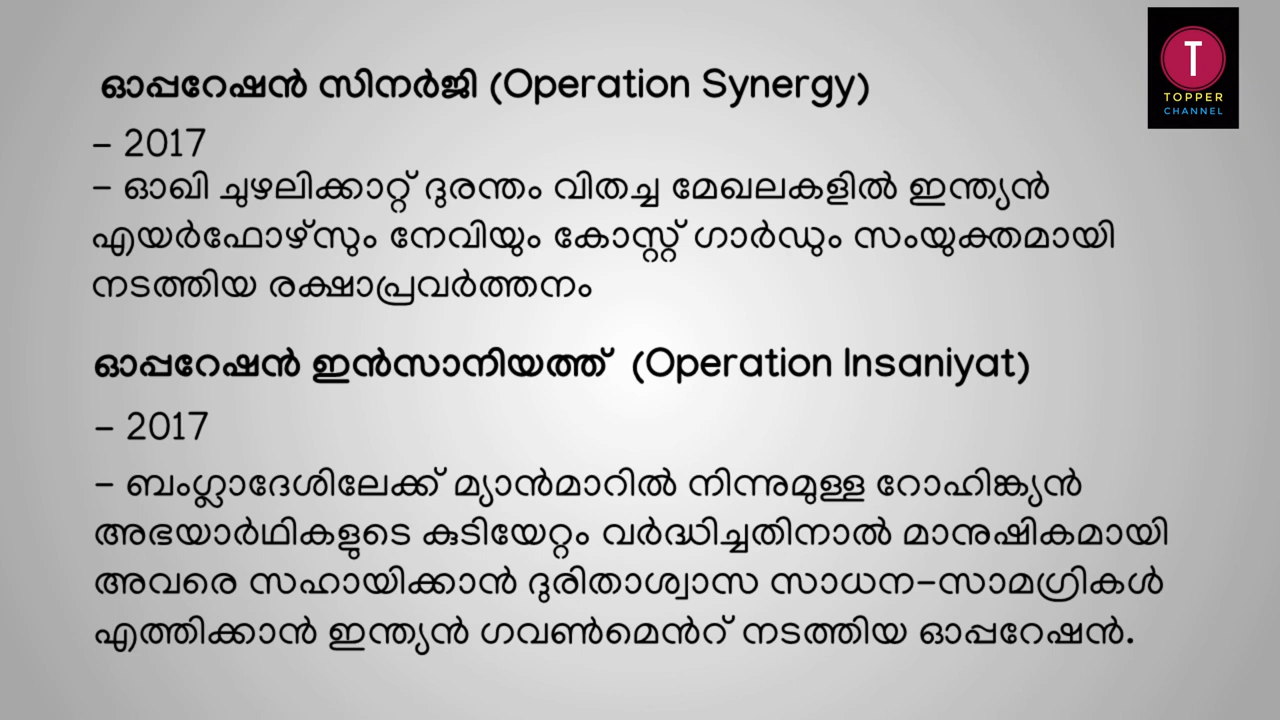 T
TOPPER
CHANNEL
ഓപ്പറേഷൻ സിനർജി (Operation Synergy)
– 2017
– ഓഖി ചുഴലിക്കാറ്റ് ദുരന്തം വിതച്ച മേഖലകളിൽ ഇന്ത്യൻ
എയർഫോഴ്സും നേവിയും കോസ്റ്റ് ഗാർഡും സംയുക്തമായി
നടത്തിയ രക്ഷാപ്രവർത്തനം
ഓപ്പറേഷൻ ഇൻസാനിയത്ത് (Operation Insaniyat)
– 2017
– ബംഗ്ലാദേശിലേക്ക് മ്യാൻമാറിൽ നിന്നുമുള്ള റോഹിങ്ക്യൻ
അഭയാർഥികളുടെ കുടിയേറ്റം വർദ്ധിച്ചതിനാൽ മാനുഷികമായി
അവരെ സഹായിക്കാൻ ദുരിതാശ്വാസ സാധന-സാമഗ്രികൾ
എത്തിക്കാൻ ഇന്ത്യൻ ഗവൺമെൻറ് നടത്തിയ ഓപ്പറേഷൻ.